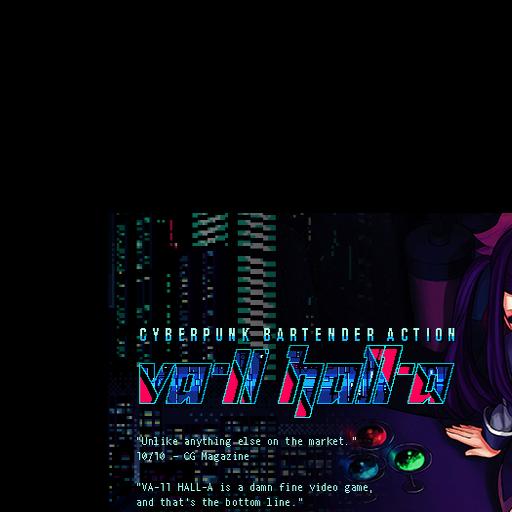 CYBERPUNK BARTENDER ACTION
va-11 hall-a
"Unlike anything else on the market."
10/10 - CG Magazine
"VA-11 HALL-A is a damn fine video game,
and that's the bottom line."